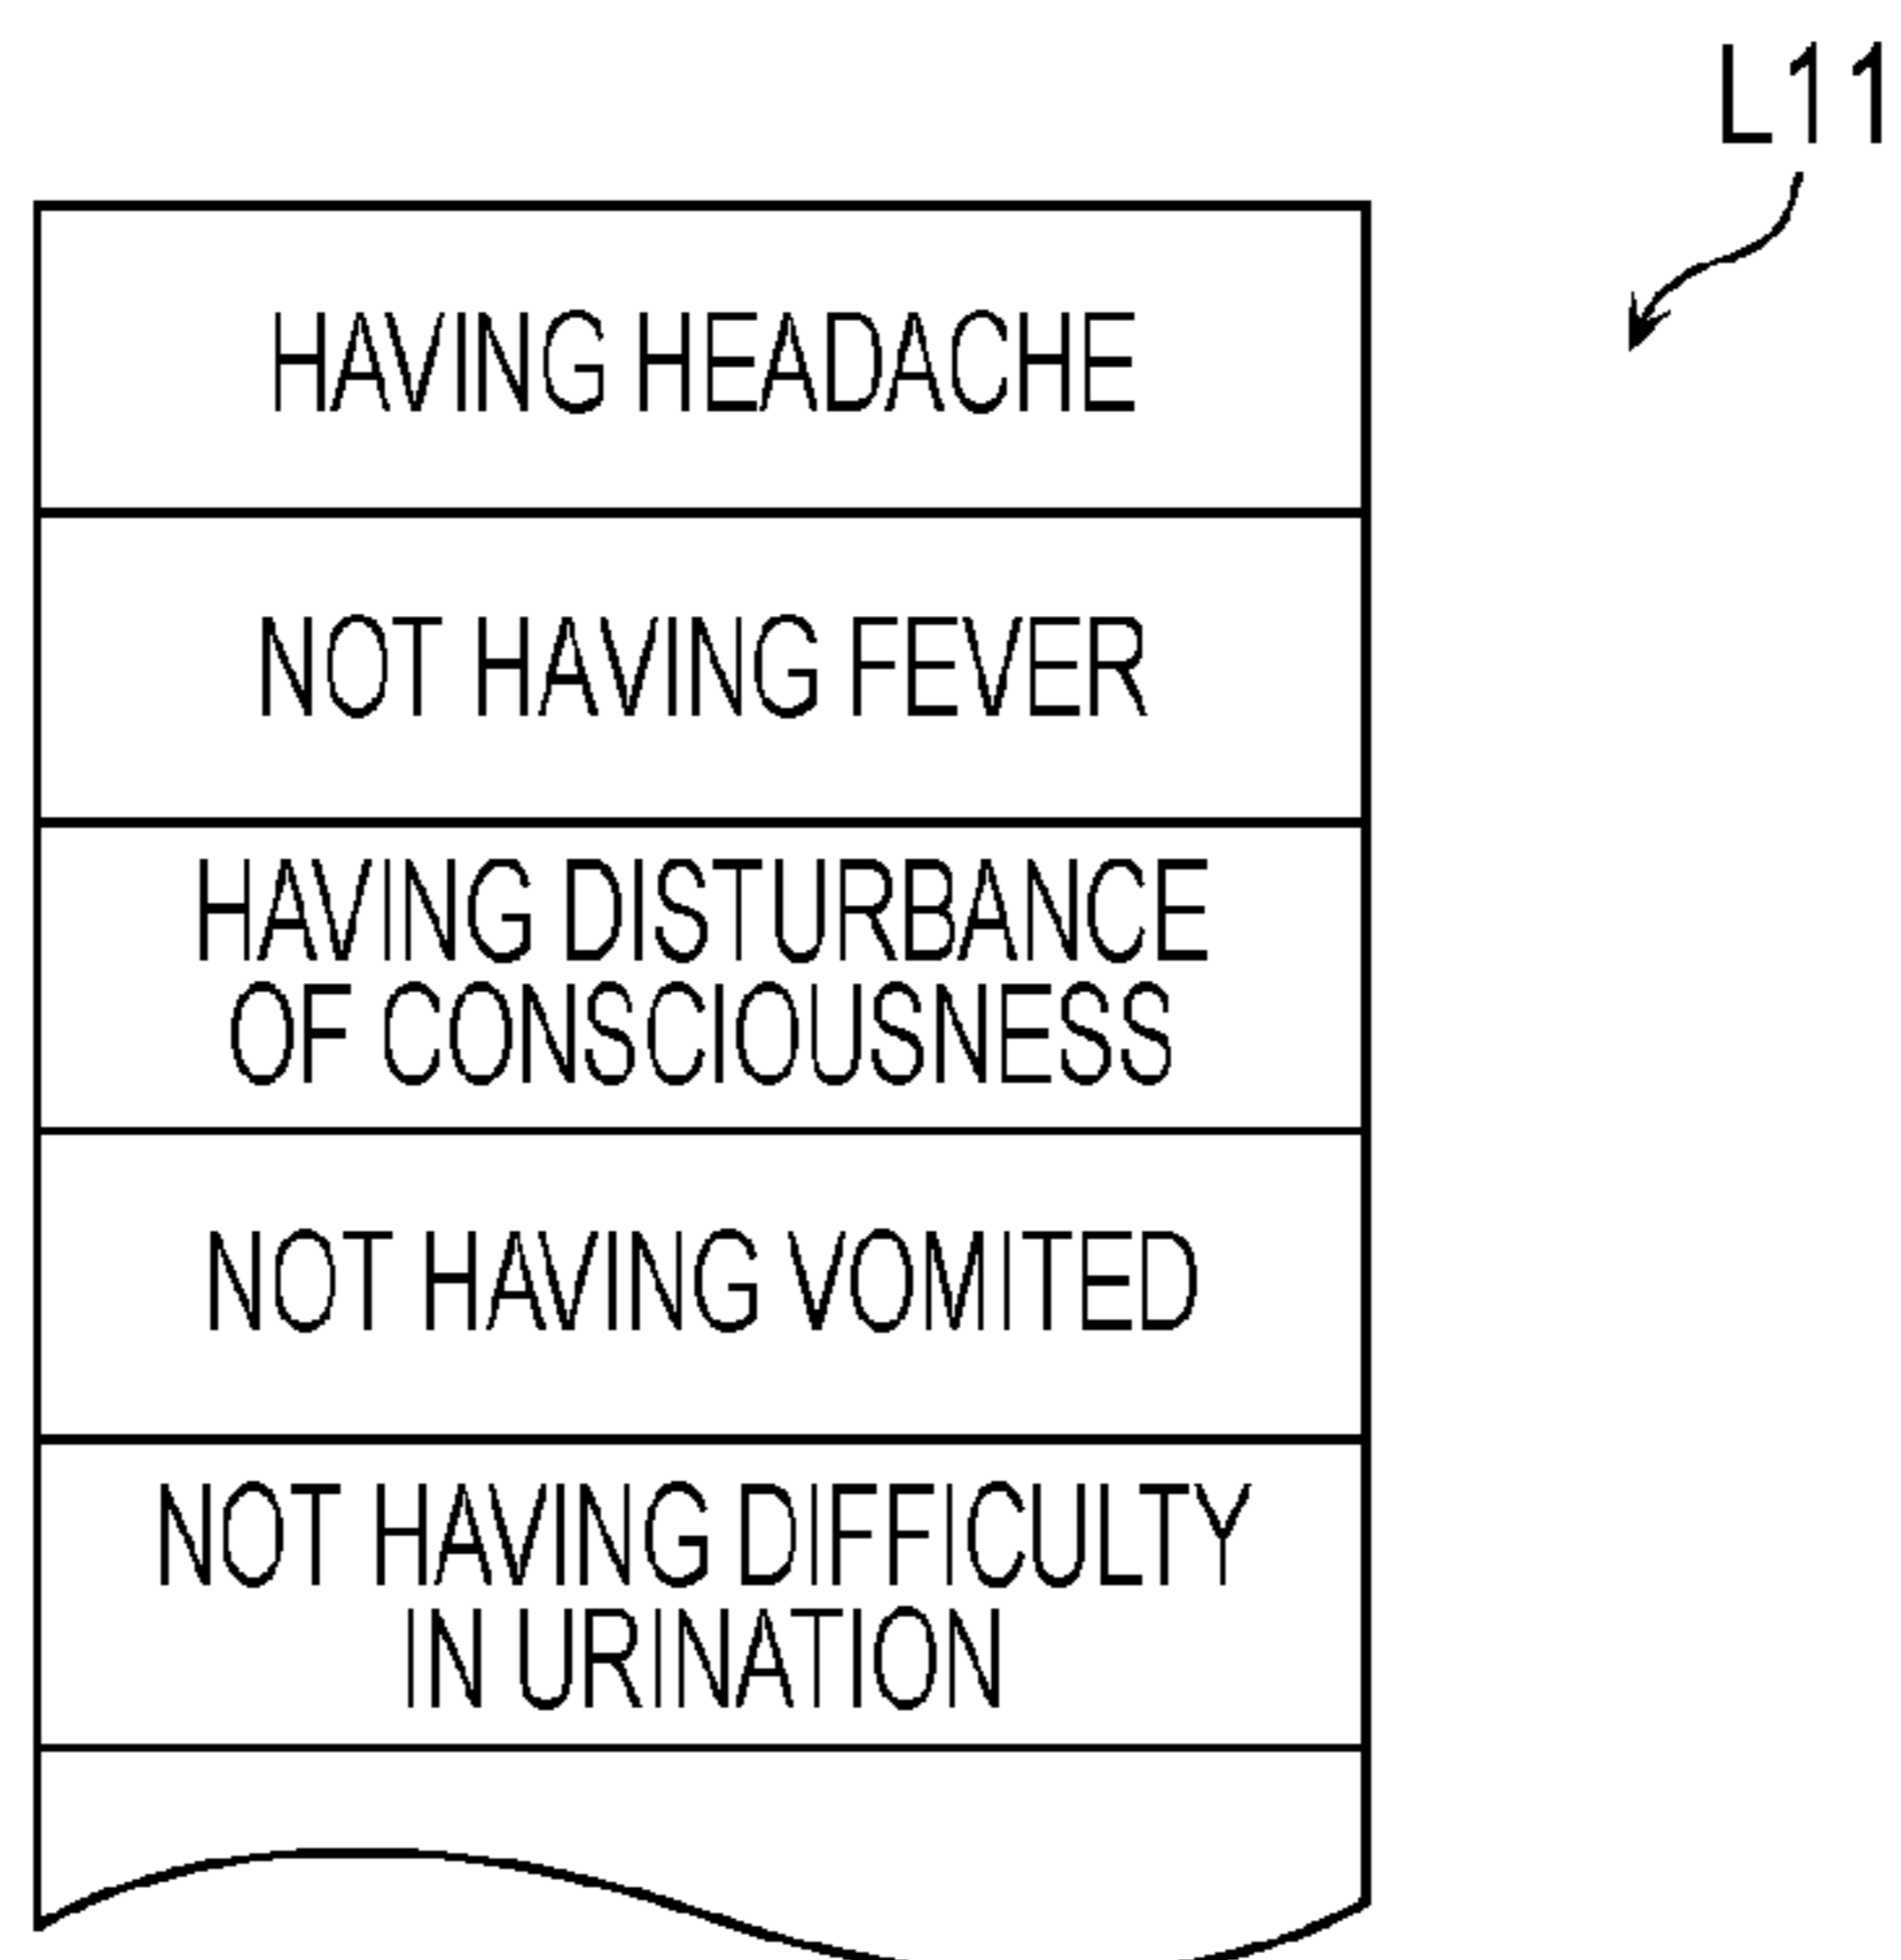 L11
HAVING HEADACHE
NOT HAVING FEVER
HAVING DISTURBANCE
OF CONSCIOUSNESS
NOT HAVING VOMITED
NOT HAVING DIFFICULTY
IN URINATION